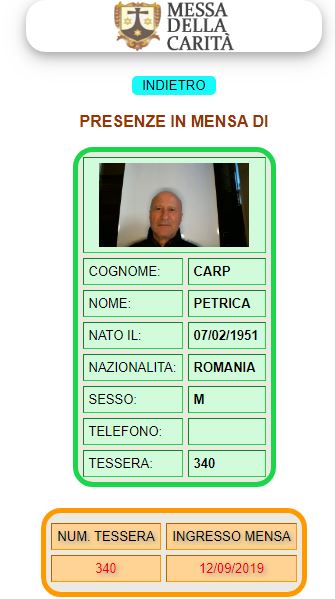 MESSA
DELLA
CARITÀ
INDIETRO
PRESENZE IN MENSA DI
COGNOME: CARP
NOME: PETRICA
NATO IL: 07/02/1951
NAZIONALITA: ROMANIA
SESSO: M
TELEFONO:
TESSERA: 340
NUM. TESSERA INGRESSO MENSA
340 12/09/2019